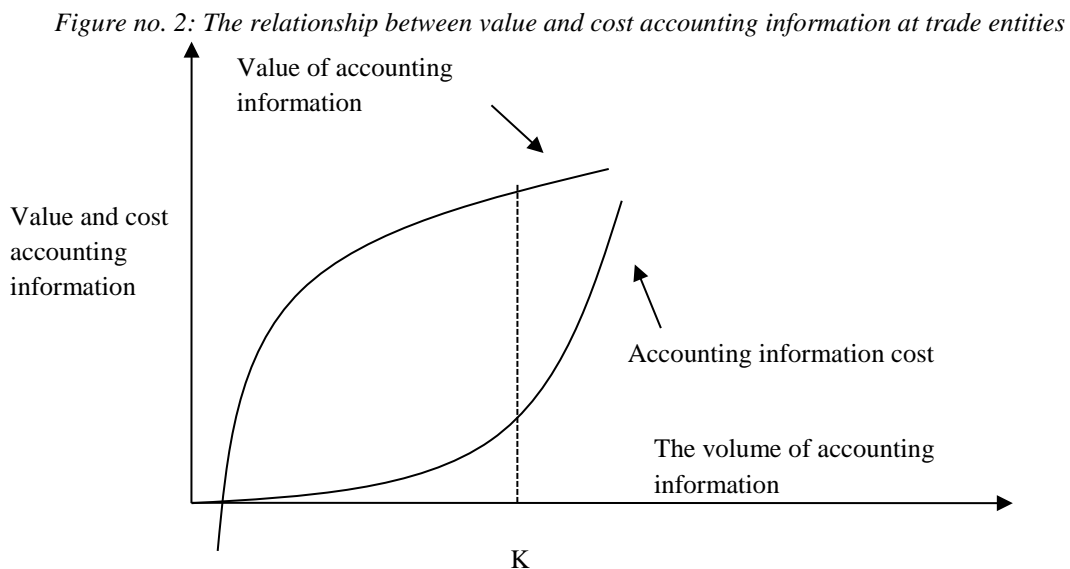 Figure no. 2: The relationship between value and cost accounting information at trade entities
Value of accounting
information
Value and cost
accounting
information
Accounting information cost
The volume of accounting
information
K